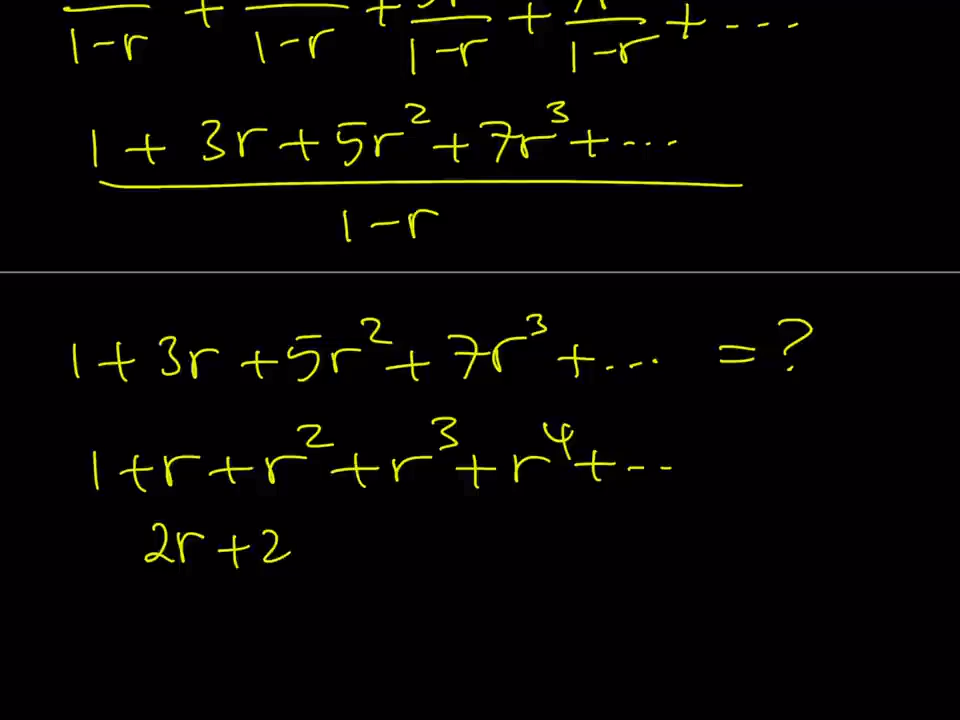 1-r + 1-r + 1-r + 1-r + ...
1 + 3r + 5r² + 7r³ + ...
1-r
1 + 3r + 5r² + 7r³ + ... = ?
1 + r + r² + r³ + r⁴ + ..
2r + 2